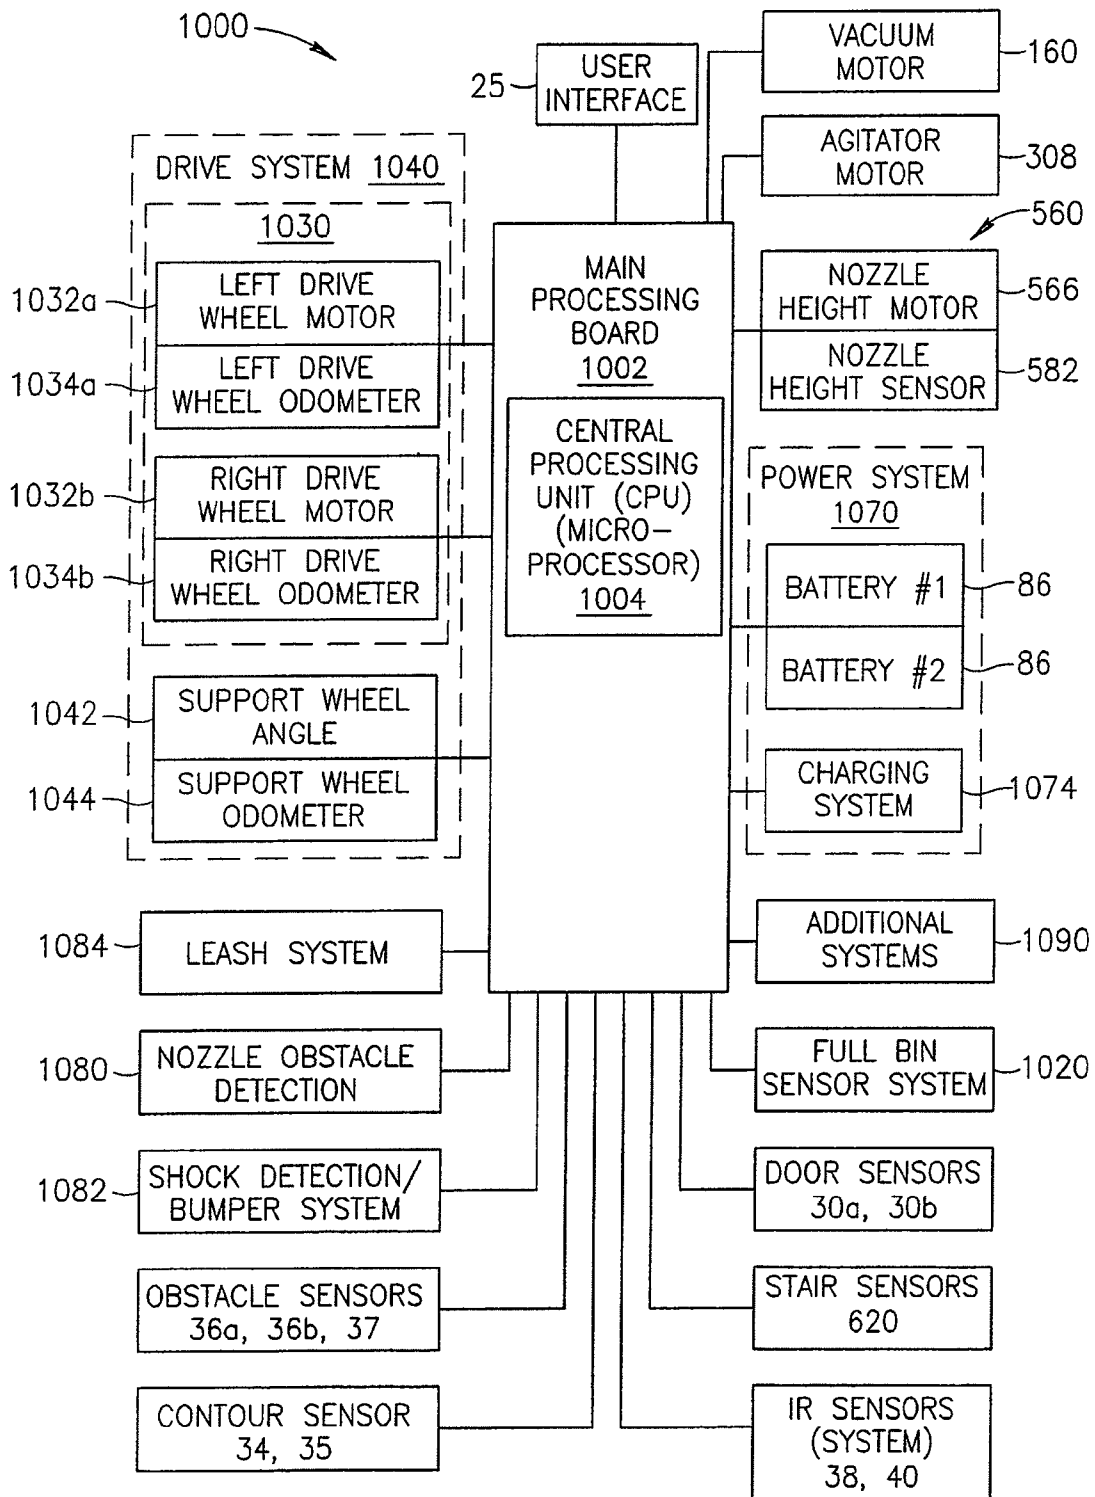 1000
25
USER
INTERFACE
VACUUM
MOTOR
160
AGITATOR
MOTOR
308
560
DRIVE SYSTEM 1040
1030
1032a
LEFT DRIVE
WHEEL MOTOR
1034a
LEFT DRIVE
WHEEL ODOMETER
1032b
RIGHT DRIVE
WHEEL MOTOR
1034b
RIGHT DRIVE
WHEEL ODOMETER
1042
SUPPORT WHEEL
ANGLE
1044
SUPPORT WHEEL
ODOMETER
MAIN
PROCESSING
BOARD
1002
CENTRAL
PROCESSING
UNIT (CPU)
(MICRO-
PROCESSOR)
1004
NOZZLE
HEIGHT MOTOR
566
NOZZLE
HEIGHT SENSOR
582
POWER SYSTEM
1070
BATTERY #1
86
BATTERY #2
86
CHARGING
SYSTEM
1074
1084
LEASH SYSTEM
ADDITIONAL
SYSTEMS
1090
1080
NOZZLE OBSTACLE
DETECTION
FULL BIN
SENSOR SYSTEM
1020
1082
SHOCK DETECTION/
BUMPER SYSTEM
DOOR SENSORS
30a, 30b
OBSTACLE SENSORS
36a, 36b, 37
STAIR SENSORS
620
CONTOUR SENSOR
34, 35
IR SENSORS
(SYSTEM)
38, 40